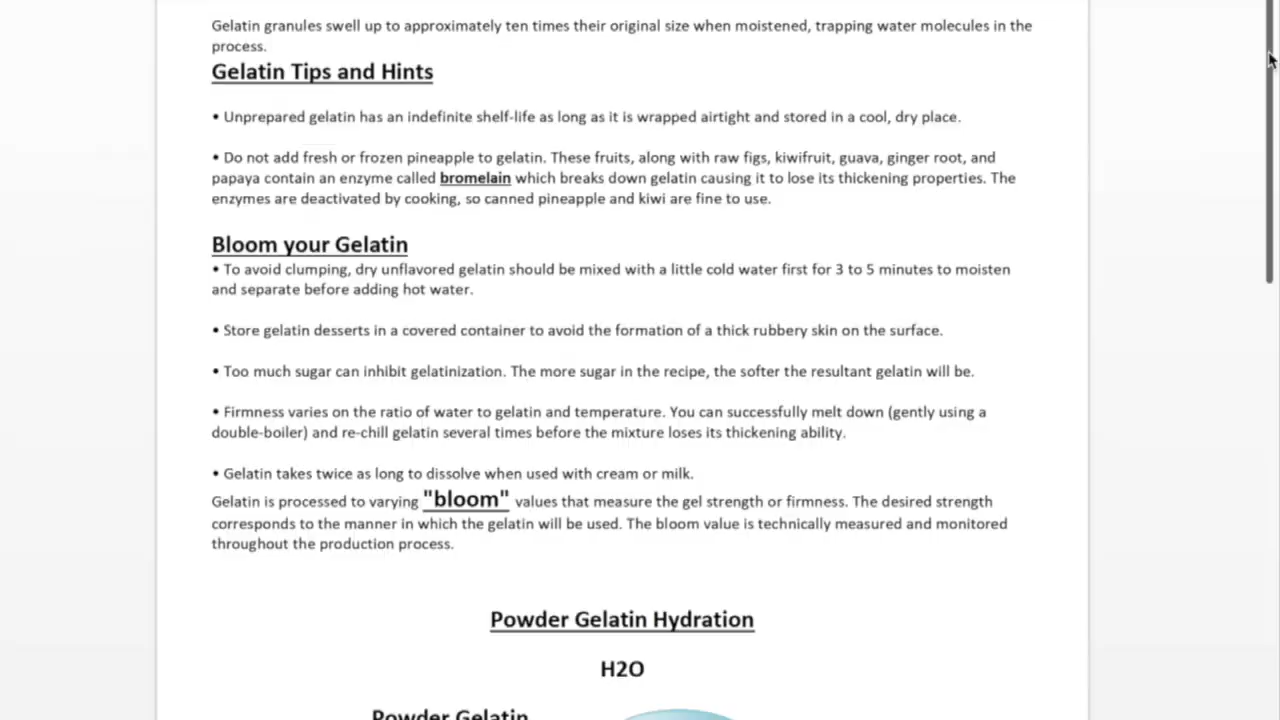 Gelatin granules swell up to approximately ten times their original size when moistened, trapping water molecules in the
process.
Gelatin Tips and Hints
• Unprepared gelatin has an indefinite shelf-life as long as it is wrapped airtight and stored in a cool, dry place.
• Do not add fresh or frozen pineapple to gelatin. These fruits, along with raw figs, kiwifruit, guava, ginger root, and
papaya contain an enzyme called bromelain which breaks down gelatin causing it to lose its thickening properties. The
enzymes are deactivated by cooking, so canned pineapple and kiwi are fine to use.
Bloom your Gelatin
• To avoid clumping, dry unflavored gelatin should be mixed with a little cold water first for 3 to 5 minutes to moisten
and separate before adding hot water.
• Store gelatin desserts in a covered container to avoid the formation of a thick rubbery skin on the surface.
• Too much sugar can inhibit gelatinization. The more sugar in the recipe, the softer the resultant gelatin will be.
• Firmness varies on the ratio of water to gelatin and temperature. You can successfully melt down (gently using a
double-boiler) and re-chill gelatin several times before the mixture loses its thickening ability.
• Gelatin takes twice as long to dissolve when used with cream or milk.
Gelatin is processed to varying "bloom" values that measure the gel strength or firmness. The desired strength
corresponds to the manner in which the gelatin will be used. The bloom value is technically measured and monitored
throughout the production process.
Powder Gelatin Hydration
H2O
Powder Gelatin